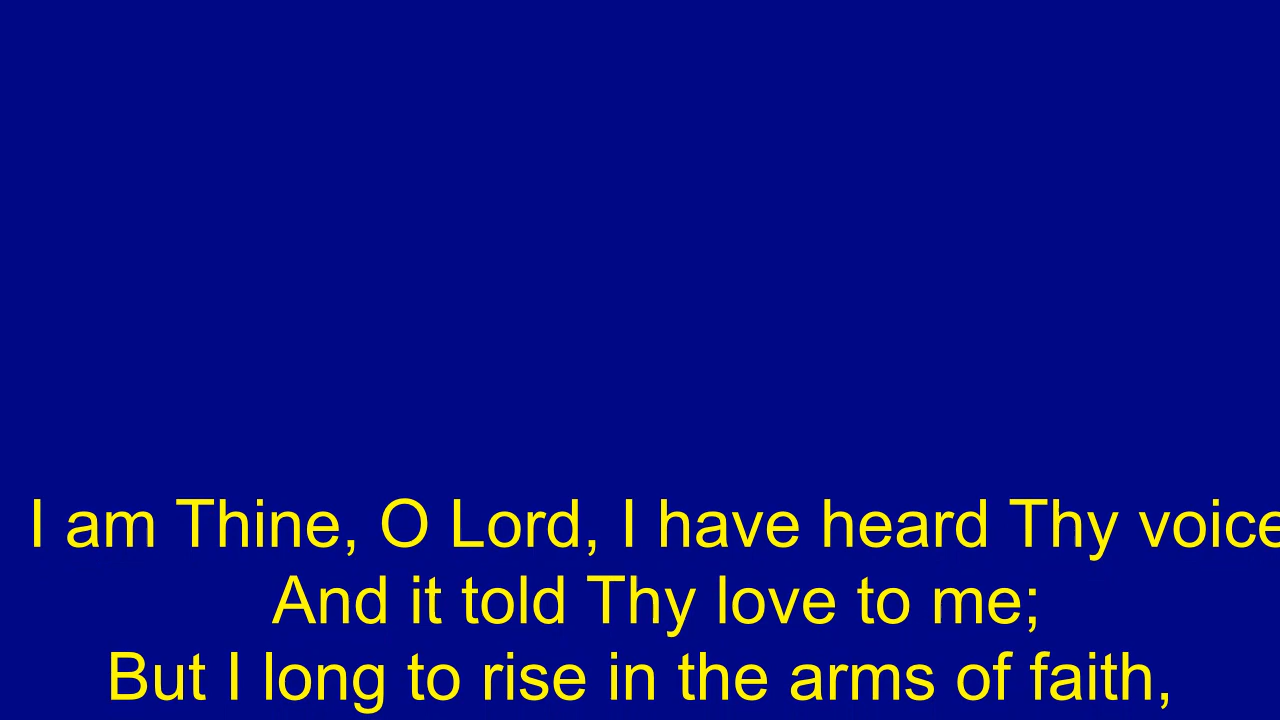 I am Thine, O Lord, I have heard Thy voice
And it told Thy love to me;
But I long to rise in the arms of faith,